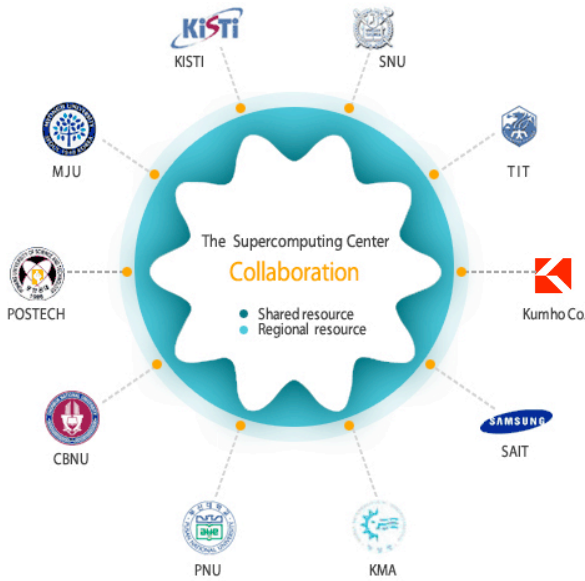 KiSTi
KISTI
SNU
MJU
TIT
The Supercomputing Center
Collaboration
Shared resource
Regional resource
POSTECH
Kumho Co.
CBNU
SAMSUNG
SAIT
PNU
KMA